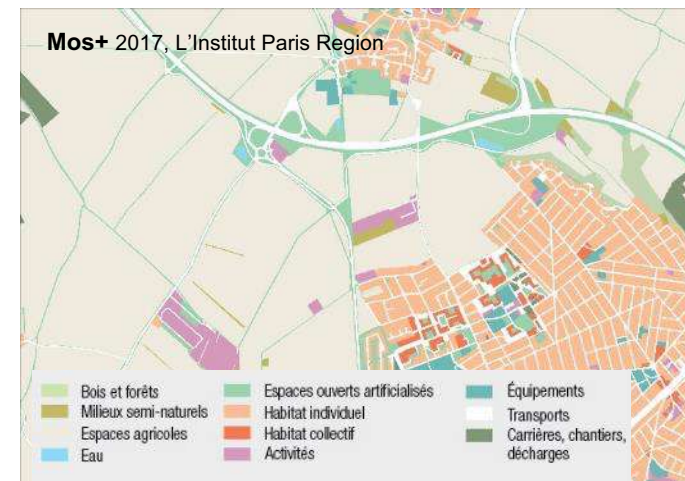 Mos+ 2017, L'Institut Paris Region
Bois et forêts
Milieux semi-naturels
Espaces agricoles
Eau
Espaces ouverts artificialisés
Habitat individuel
Habitat collectif
Activités
Équipements
Transports
Carrières, chantiers,
décharges